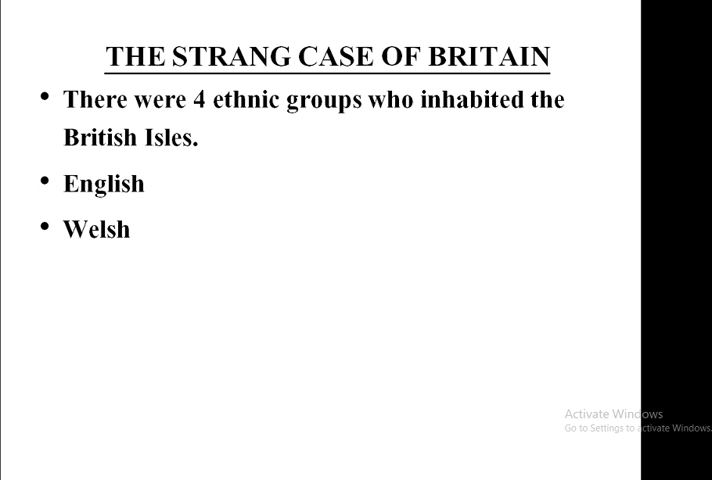 THE STRANG CASE OF BRITAIN
• There were 4 ethnic groups who inhabited the
British Isles.
• English
• Welsh
Activate Windows
Go to Settings to activate Windows.